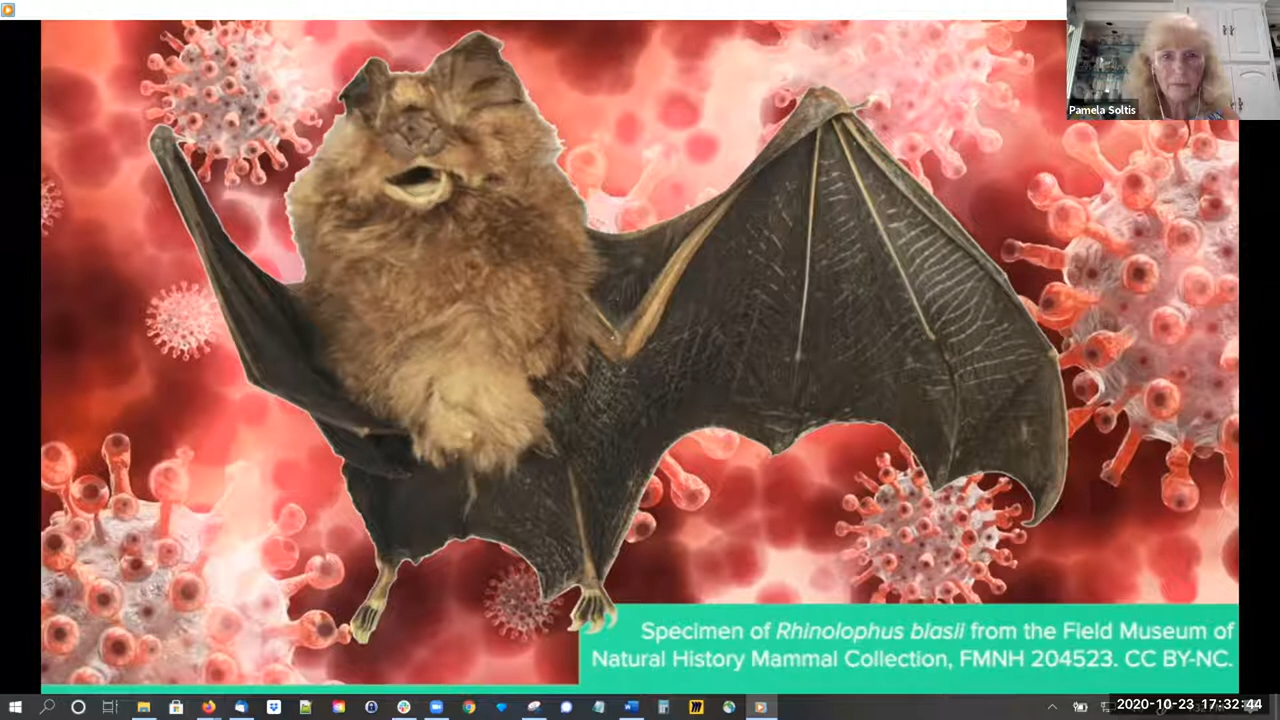 Pamela Soltis
Specimen of Rhinolophus blasii from the Field Museum of
Natural History Mammal Collection, FMNH 204523. CC BY-NC.
2020-10-23 17:32:44